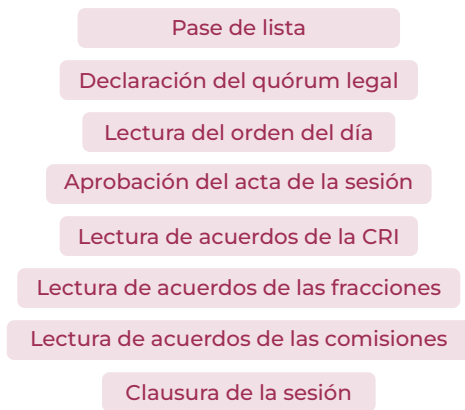 Pase de lista
Declaración del quórum legal
Lectura del orden del día
Aprobación del acta de la sesión
Lectura de acuerdos de la CRI
Lectura de acuerdos de las fracciones
Lectura de acuerdos de las comisiones
Clausura de la sesión